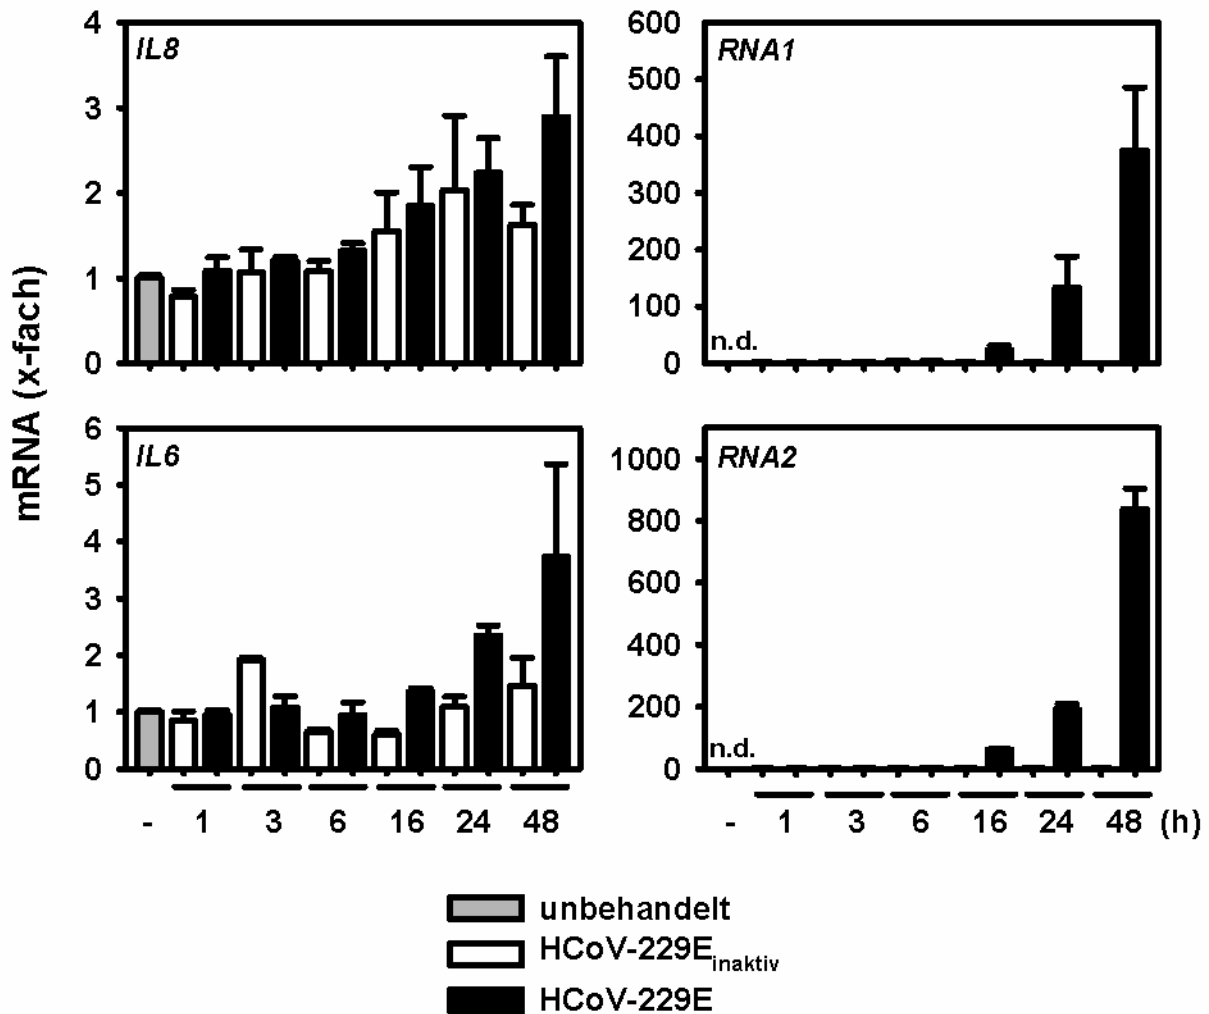 mRNA (x-fach)
IL8
4
3
2
1
0
RNA1
600
500
400
300
200
100
0
n.d.
IL6
6
5
4
3
2
1
0
- 1 3 6 16 24 48
RNA2
1000
800
600
400
200
0
n.d.
- 1 3 6 16 24 48 (h)
unbehandelt
HCoV-229Einaktiv
HCoV-229E